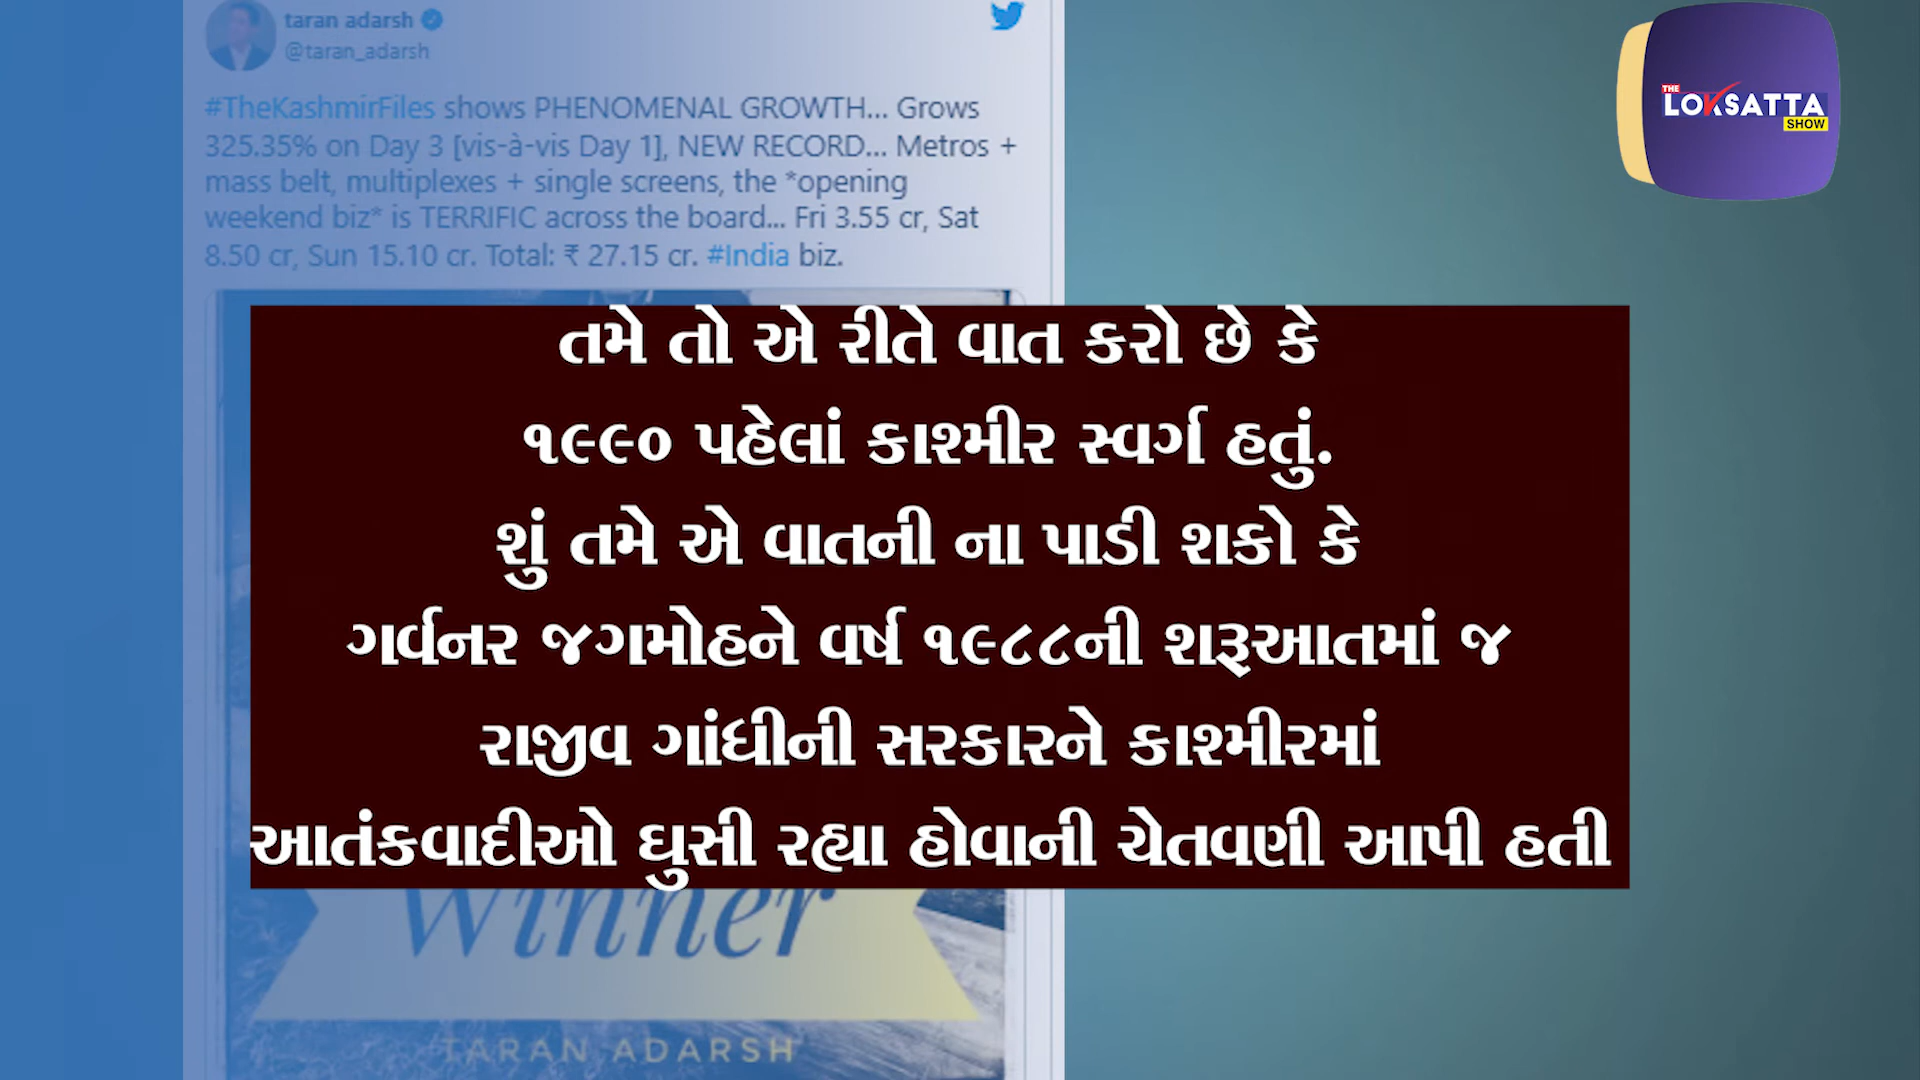 taran adarsh
@taran_adarsh
#TheKashmirFiles shows PHENOMENAL GROWTH... Grows
325.35% on Day 3 [vis-à-vis Day 1], NEW RECORD... Metros +
mass belt, multiplexes + single screens, the *opening
weekend biz* is TERRIFIC across the board... Fri 3.55 cr, Sat
8.50 cr, Sun 15.10 cr. Total: ₹ 27.15 cr. #India biz.
THE
LOKSATTA
SHOW
તમે તો એ રીતે વાત કરો છે કે
૧૯૯૦ પહેલાં કાશ્મીર સ્વર્ગ હતું.
શું તમે એ વાતની ના પાડી શકો કે
ગર્વનર જગમોહને વર્ષ ૧૯૮૮ની શરૂઆતમાં જ
રાજીવ ગાંધીની સરકારને કાશ્મીરમાં
આતંકવાદીઓ ઘુસી રહ્યા હોવાની ચેતવણી આપી હતી
Winner
TARAN ADARSH